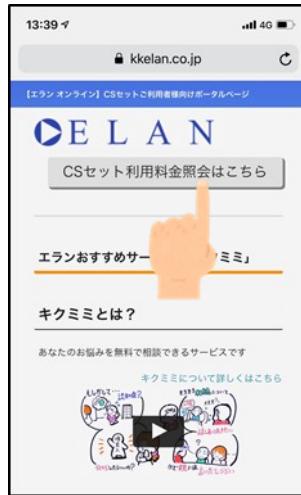 13:39
4G
kkelan.co.jp
【エラン オンライン】CSセットご利用者様向けポータルページ
ELAN
CSセット利用料金照会はこちら
エランおすすめサー ミミ」
キクミミとは？
あなたのお悩みを無料で相談できるサービスです
キクミミについて詳しくはこちら